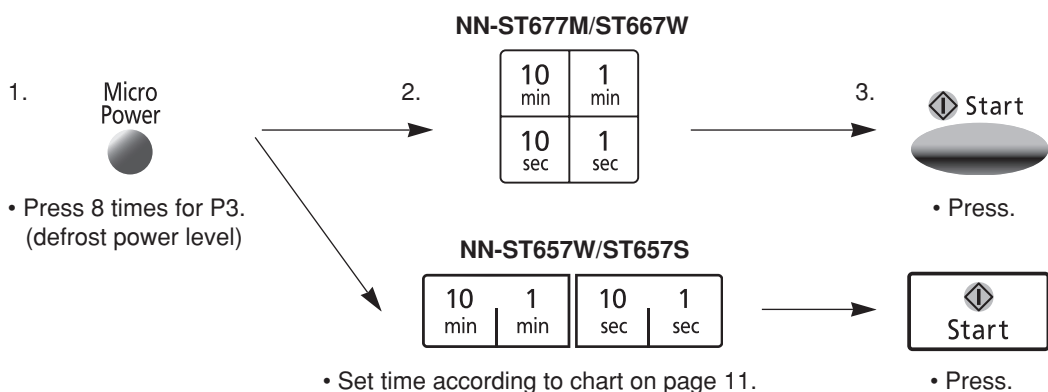 NN-ST677M/ST667W
1.
Micro
Power
2.
10 1
min min
10 1
sec sec
3.
Start
• Press 8 times for P3.
(defrost power level)
• Press.
NN-ST657W/ST657S
10 1 10 1
min min sec sec
Start
• Set time according to chart on page 11.
• Press.